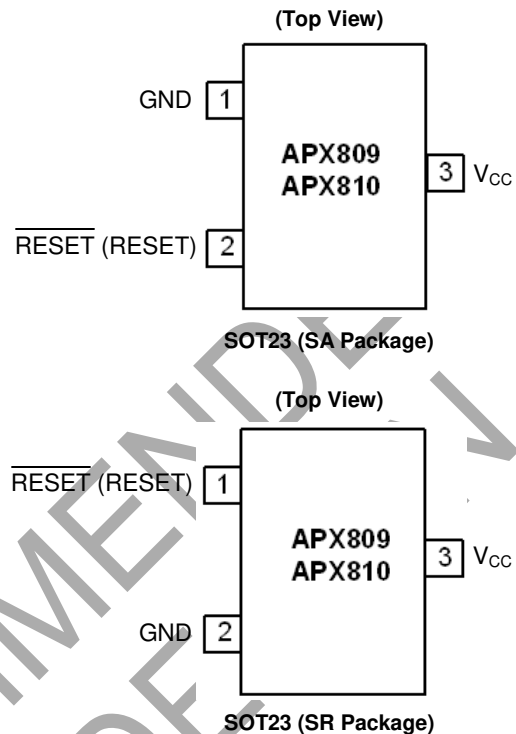 (Top View)
GND 1
APX809
APX810
3 VCC
RESET (RESET) 2
SOT23 (SA Package)
(Top View)
RESET (RESET) 1
APX809
APX810
3 VCC
GND 2
SOT23 (SR Package)